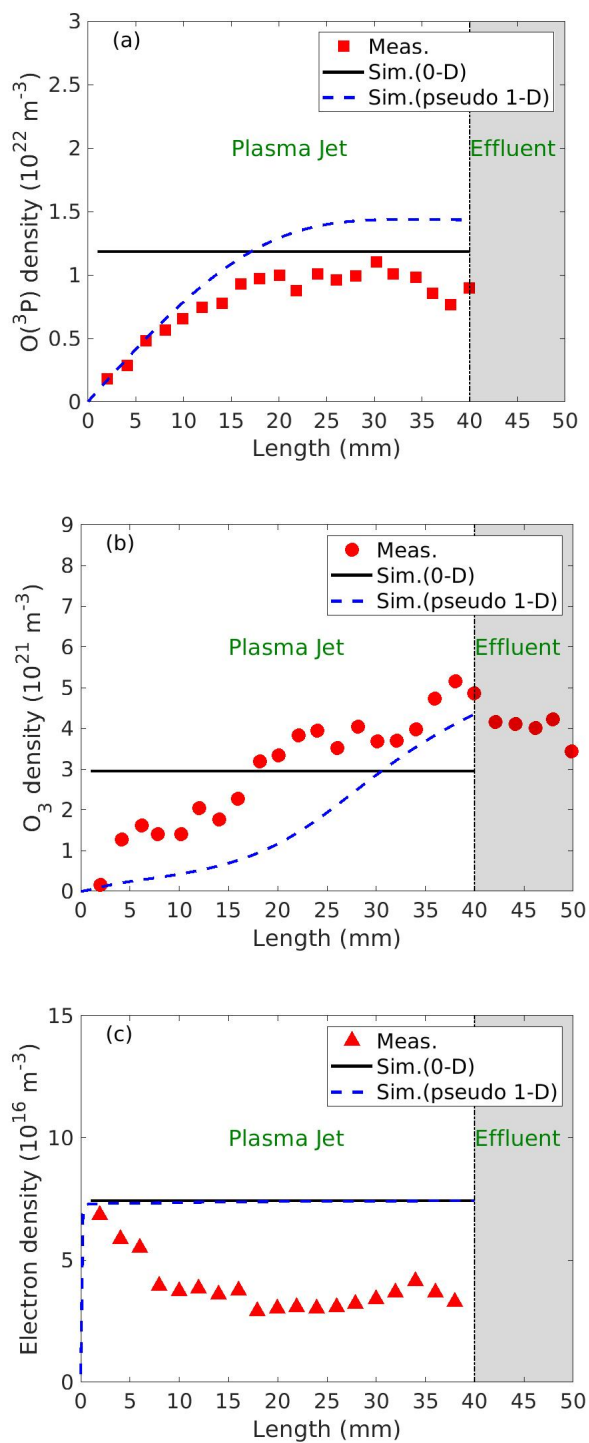 (a)
Meas.
Sim.(0-D)
Sim.(pseudo 1-D)
Plasma Jet
Effluent
O(³P) density (10²² m⁻³)
3
2.5
2
1.5
1
0.5
0
0 5 10 15 20 25 30 35 40 45 50
Length (mm)
(b)
Meas.
Sim.(0-D)
Sim.(pseudo 1-D)
Plasma Jet
Effluent
O₃ density (10²¹ m⁻³)
9
8
7
6
5
4
3
2
1
0
0 5 10 15 20 25 30 35 40 45 50
Length (mm)
(c)
Meas.
Sim.(0-D)
Sim.(pseudo 1-D)
Plasma Jet
Effluent
Electron density (10¹⁶ m⁻³)
15
10
5
0
0 5 10 15 20 25 30 35 40 45 50
Length (mm)